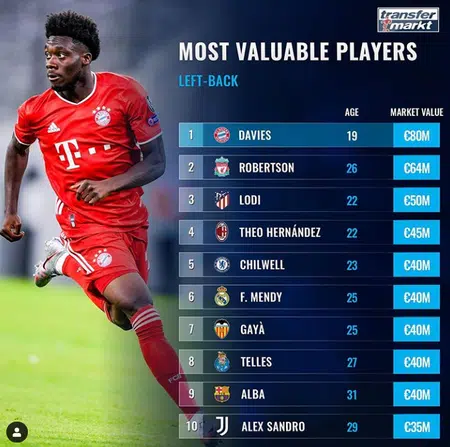 transfer
markt
MOST VALUABLE PLAYERS
LEFT-BACK
AGE MARKET VALUE
1 DAVIES 19 €80M
2 ROBERTSON 26 €64M
3 LODI 22 €50M
4 THEO HERNÁNDEZ 22 €45M
5 CHILWELL 23 €40M
6 F. MENDY 25 €40M
7 GAYÀ 25 €40M
8 TELLES 27 €40M
9 ALBA 31 €40M
10 ALEX SANDRO 29 €35M
adidas
T